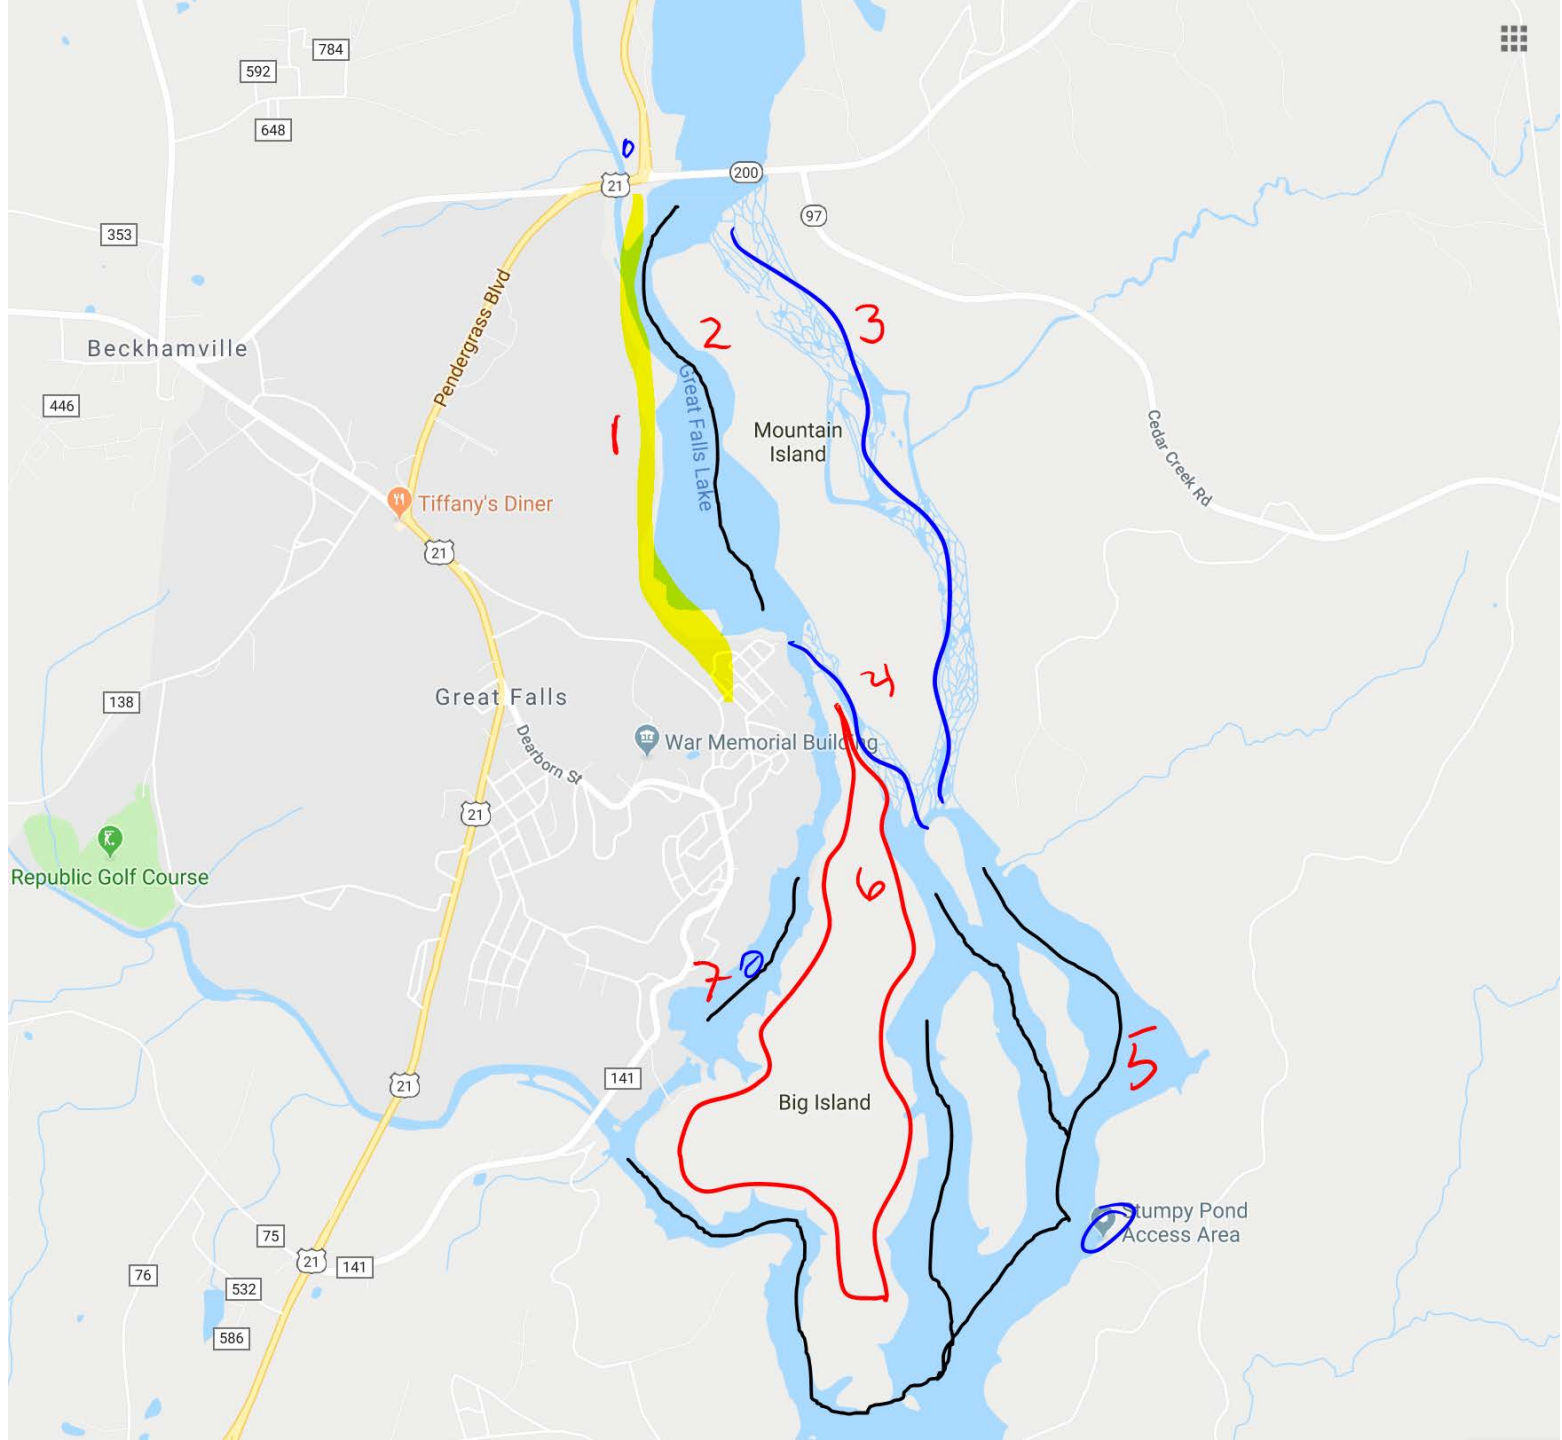 784
592
648
0
21
200
353
97
Pendergrass Blvd
3
2
Beckhamville
Great Falls Lake
446
1
Mountain
Island
Cedar Creek Rd
Tiffany's Diner
21
4
138
Great Falls
War Memorial Building
Dearborn St
21
Republic Golf Course
6
7
5
21
141
Big Island
Stumpy Pond
Access Area
75
21
141
76
532
586